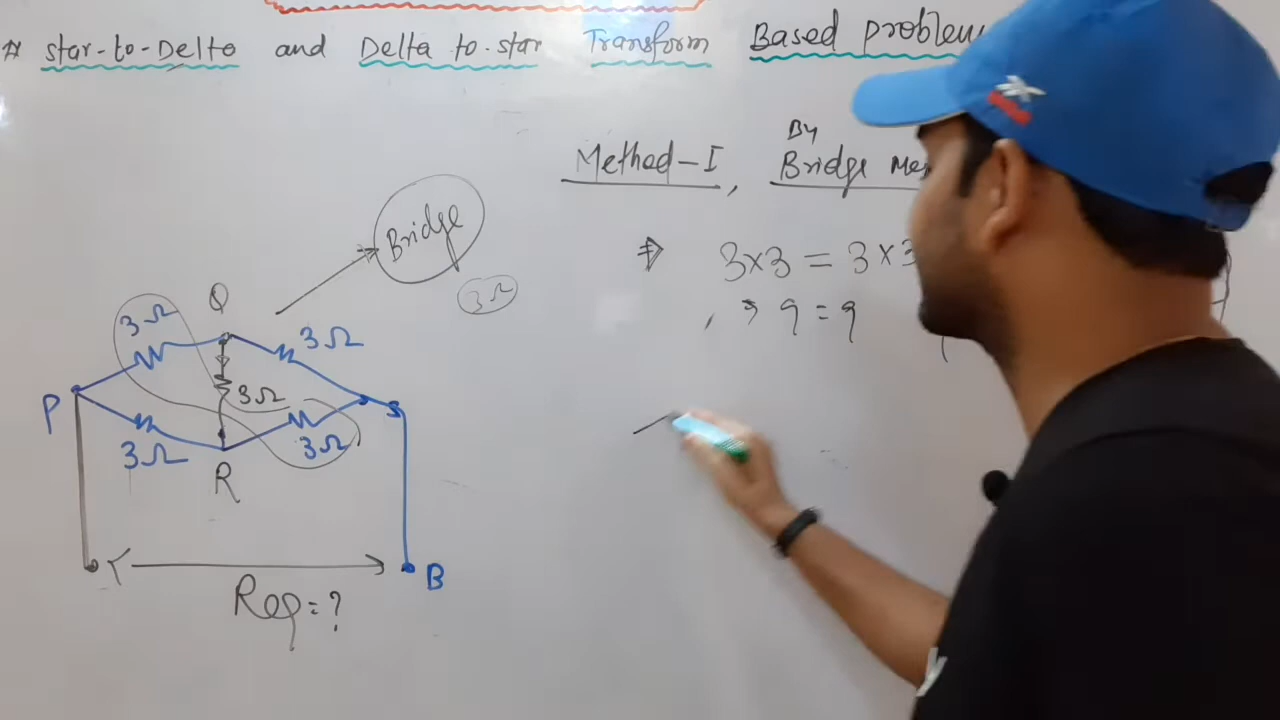 # Star-to-Delta and Delta to-star Transform Based problem
Method-I, By Bridge
⇒ 3×3 = 3×3
, ⇒ 9 = 9
Bridge
3Ω
Q
3Ω
3Ω
P
3Ω
S
3Ω
3Ω
R
Y
B
Req = ?